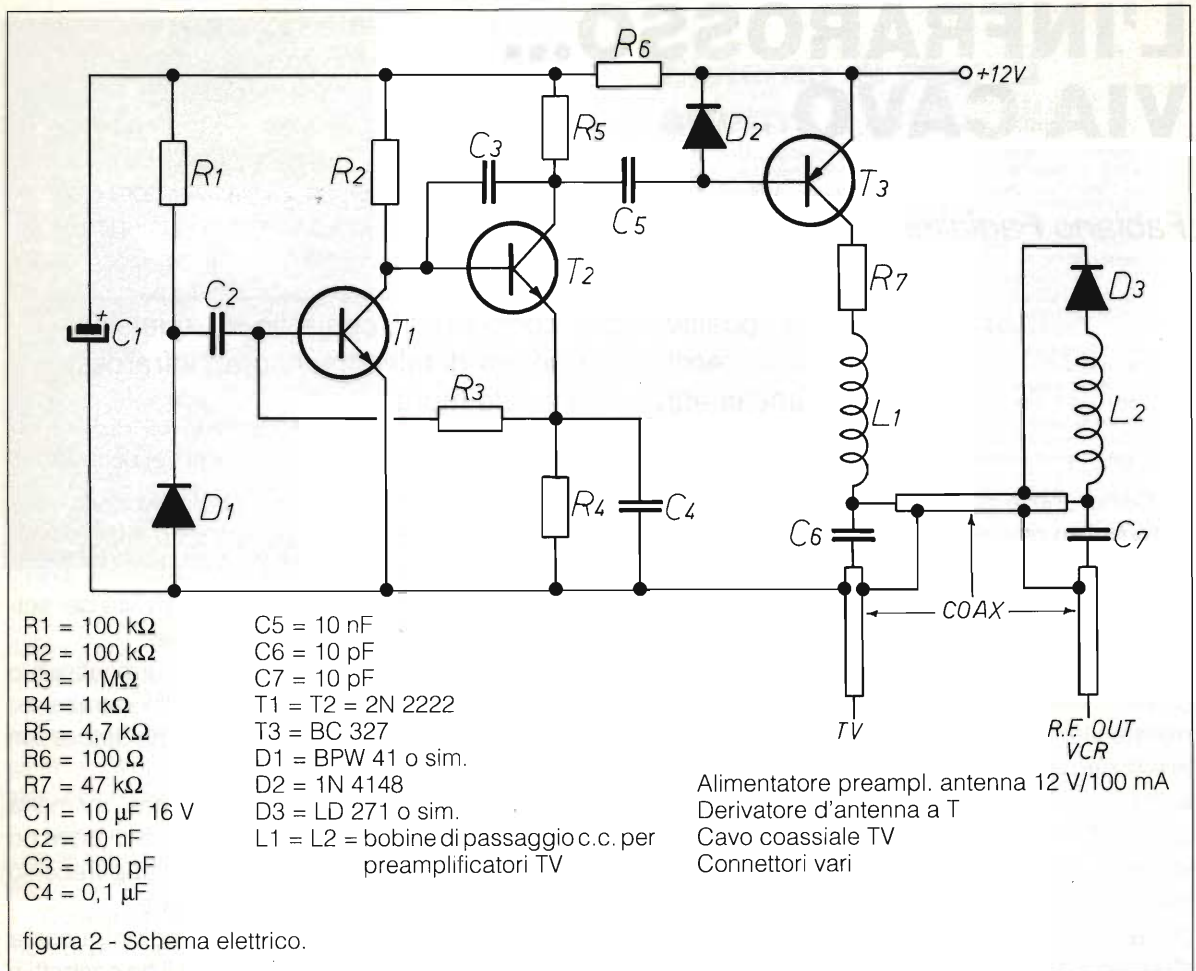 R6
+12V
R1
R2
C3
R5
D2
C5
T3
C1
+
C2
T1
T2
R7
D3
R3
L1
L2
D1
R4
C4
C6
C7
COAX
TV
R.F. OUT
VCR
R1 = 100 kΩ
R2 = 100 kΩ
R3 = 1 MΩ
R4 = 1 kΩ
R5 = 4,7 kΩ
R6 = 100 Ω
R7 = 47 kΩ
C1 = 10 µF 16 V
C2 = 10 nF
C3 = 100 pF
C4 = 0,1 µF
C5 = 10 nF
C6 = 10 pF
C7 = 10 pF
T1 = T2 = 2N 2222
T3 = BC 327
D1 = BPW 41 o sim.
D2 = 1N 4148
D3 = LD 271 o sim.
L1 = L2 = bobine di passaggio c.c. per
preamplificatori TV
Alimentatore preampl. antenna 12 V/100 mA
Derivatore d'antenna a T
Cavo coassiale TV
Connettori vari
figura 2 - Schema elettrico.